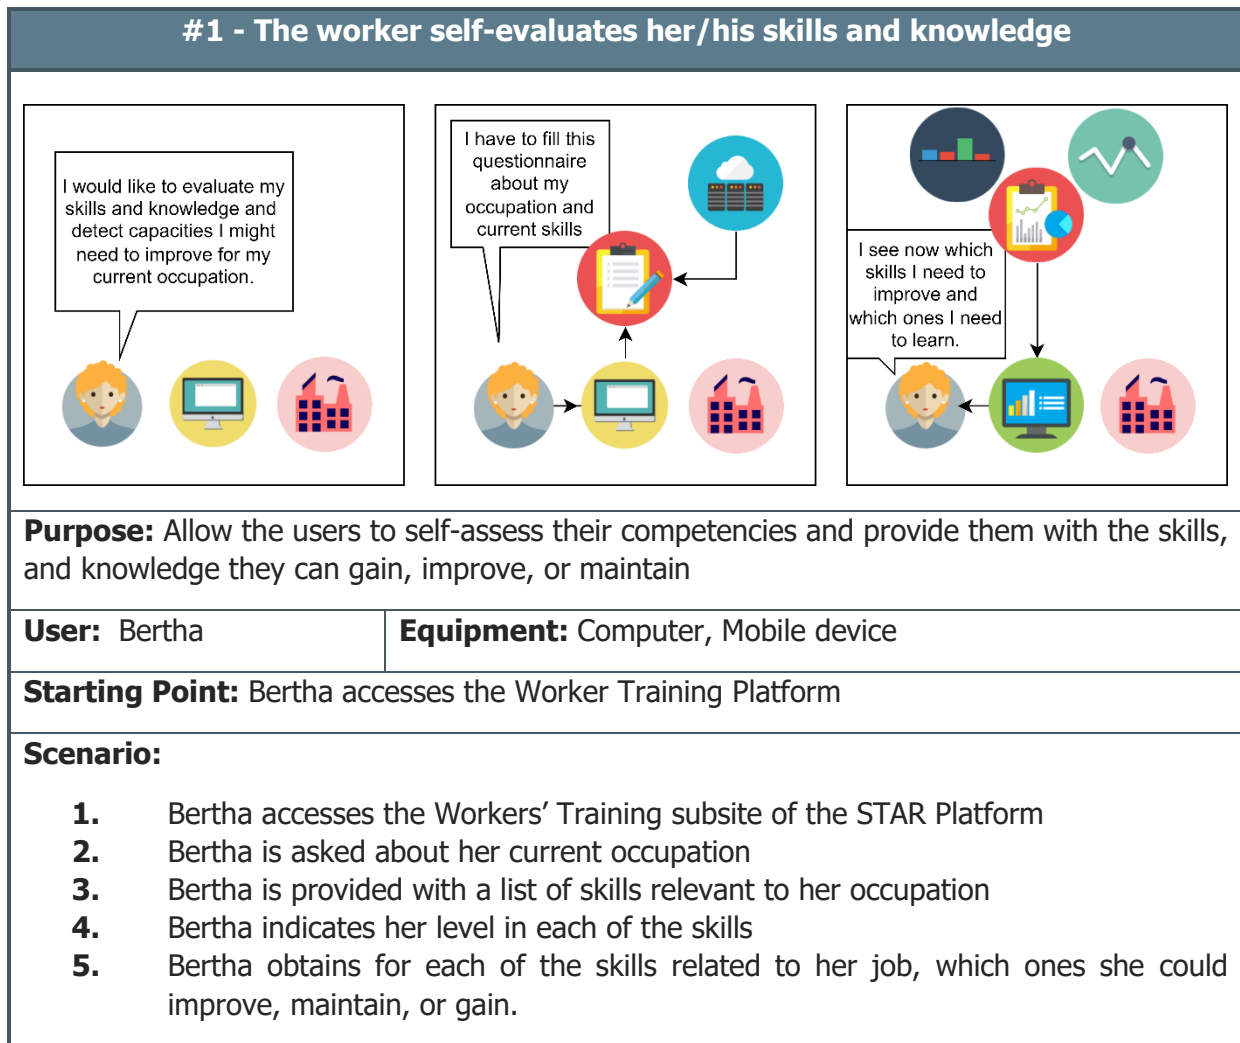 #1 - The worker self-evaluates her/his skills and knowledge
I would like to evaluate my
skills and knowledge and
detect capacities I might
need to improve for my
current occupation.
I have to fill this
questionnaire
about my
occupation and
current skills
I see now which
skills I need to
improve and
which ones I need
to learn.
Purpose: Allow the users to self-assess their competencies and provide them with the skills,
and knowledge they can gain, improve, or maintain
User: Bertha
Equipment: Computer, Mobile device
Starting Point: Bertha accesses the Worker Training Platform
Scenario:
1. Bertha accesses the Workers’ Training subsite of the STAR Platform
2. Bertha is asked about her current occupation
3. Bertha is provided with a list of skills relevant to her occupation
4. Bertha indicates her level in each of the skills
5. Bertha obtains for each of the skills related to her job, which ones she could
improve, maintain, or gain.